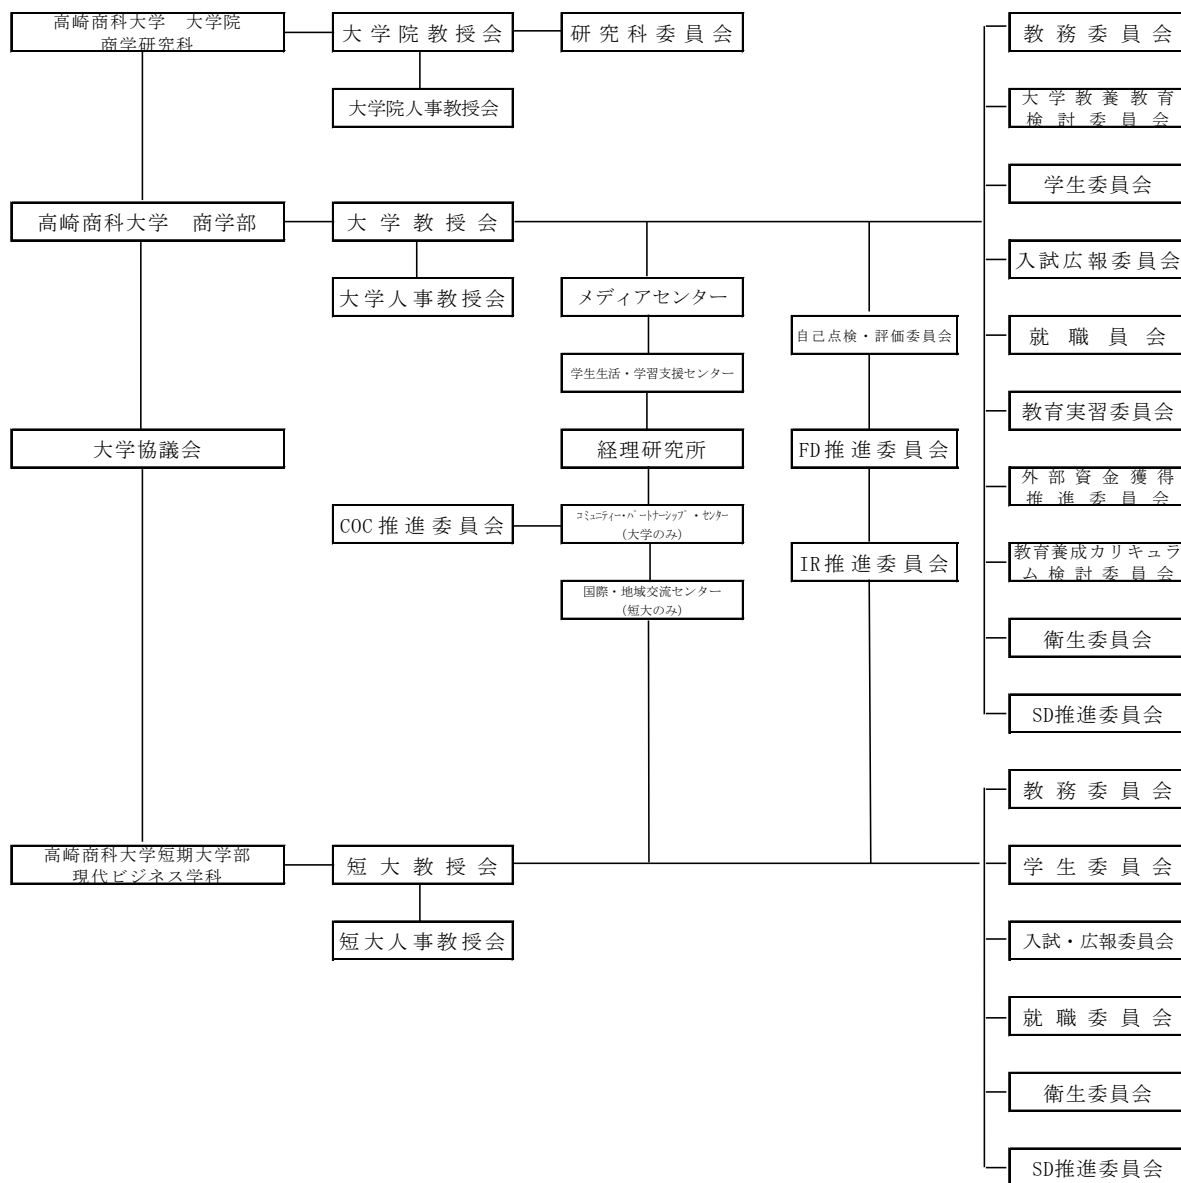 高崎商科大学　大学院
商学研究科
大学院教授会
研究科委員会
大学院人事教授会
高崎商科大学　商学部
大学教授会
大学人事教授会
メディアセンター
学生生活・学習支援センター
経理研究所
COC推進委員会
コミュニティー・パートナーシップ・センター
(大学のみ)
国際・地域交流センター
(短大のみ)
自己点検・評価委員会
FD推進委員会
IR推進委員会
大学協議会
教務委員会
大学教養教育
検討委員会
学生委員会
入試広報委員会
就職員会
教育実習委員会
外部資金獲得
推進委員会
教育養成カリキュラ
ム検討委員会
衛生委員会
SD推進委員会
高崎商科大学短期大学部
現代ビジネス学科
短大教授会
短大人事教授会
教務委員会
学生委員会
入試・広報委員会
就職委員会
衛生委員会
SD推進委員会